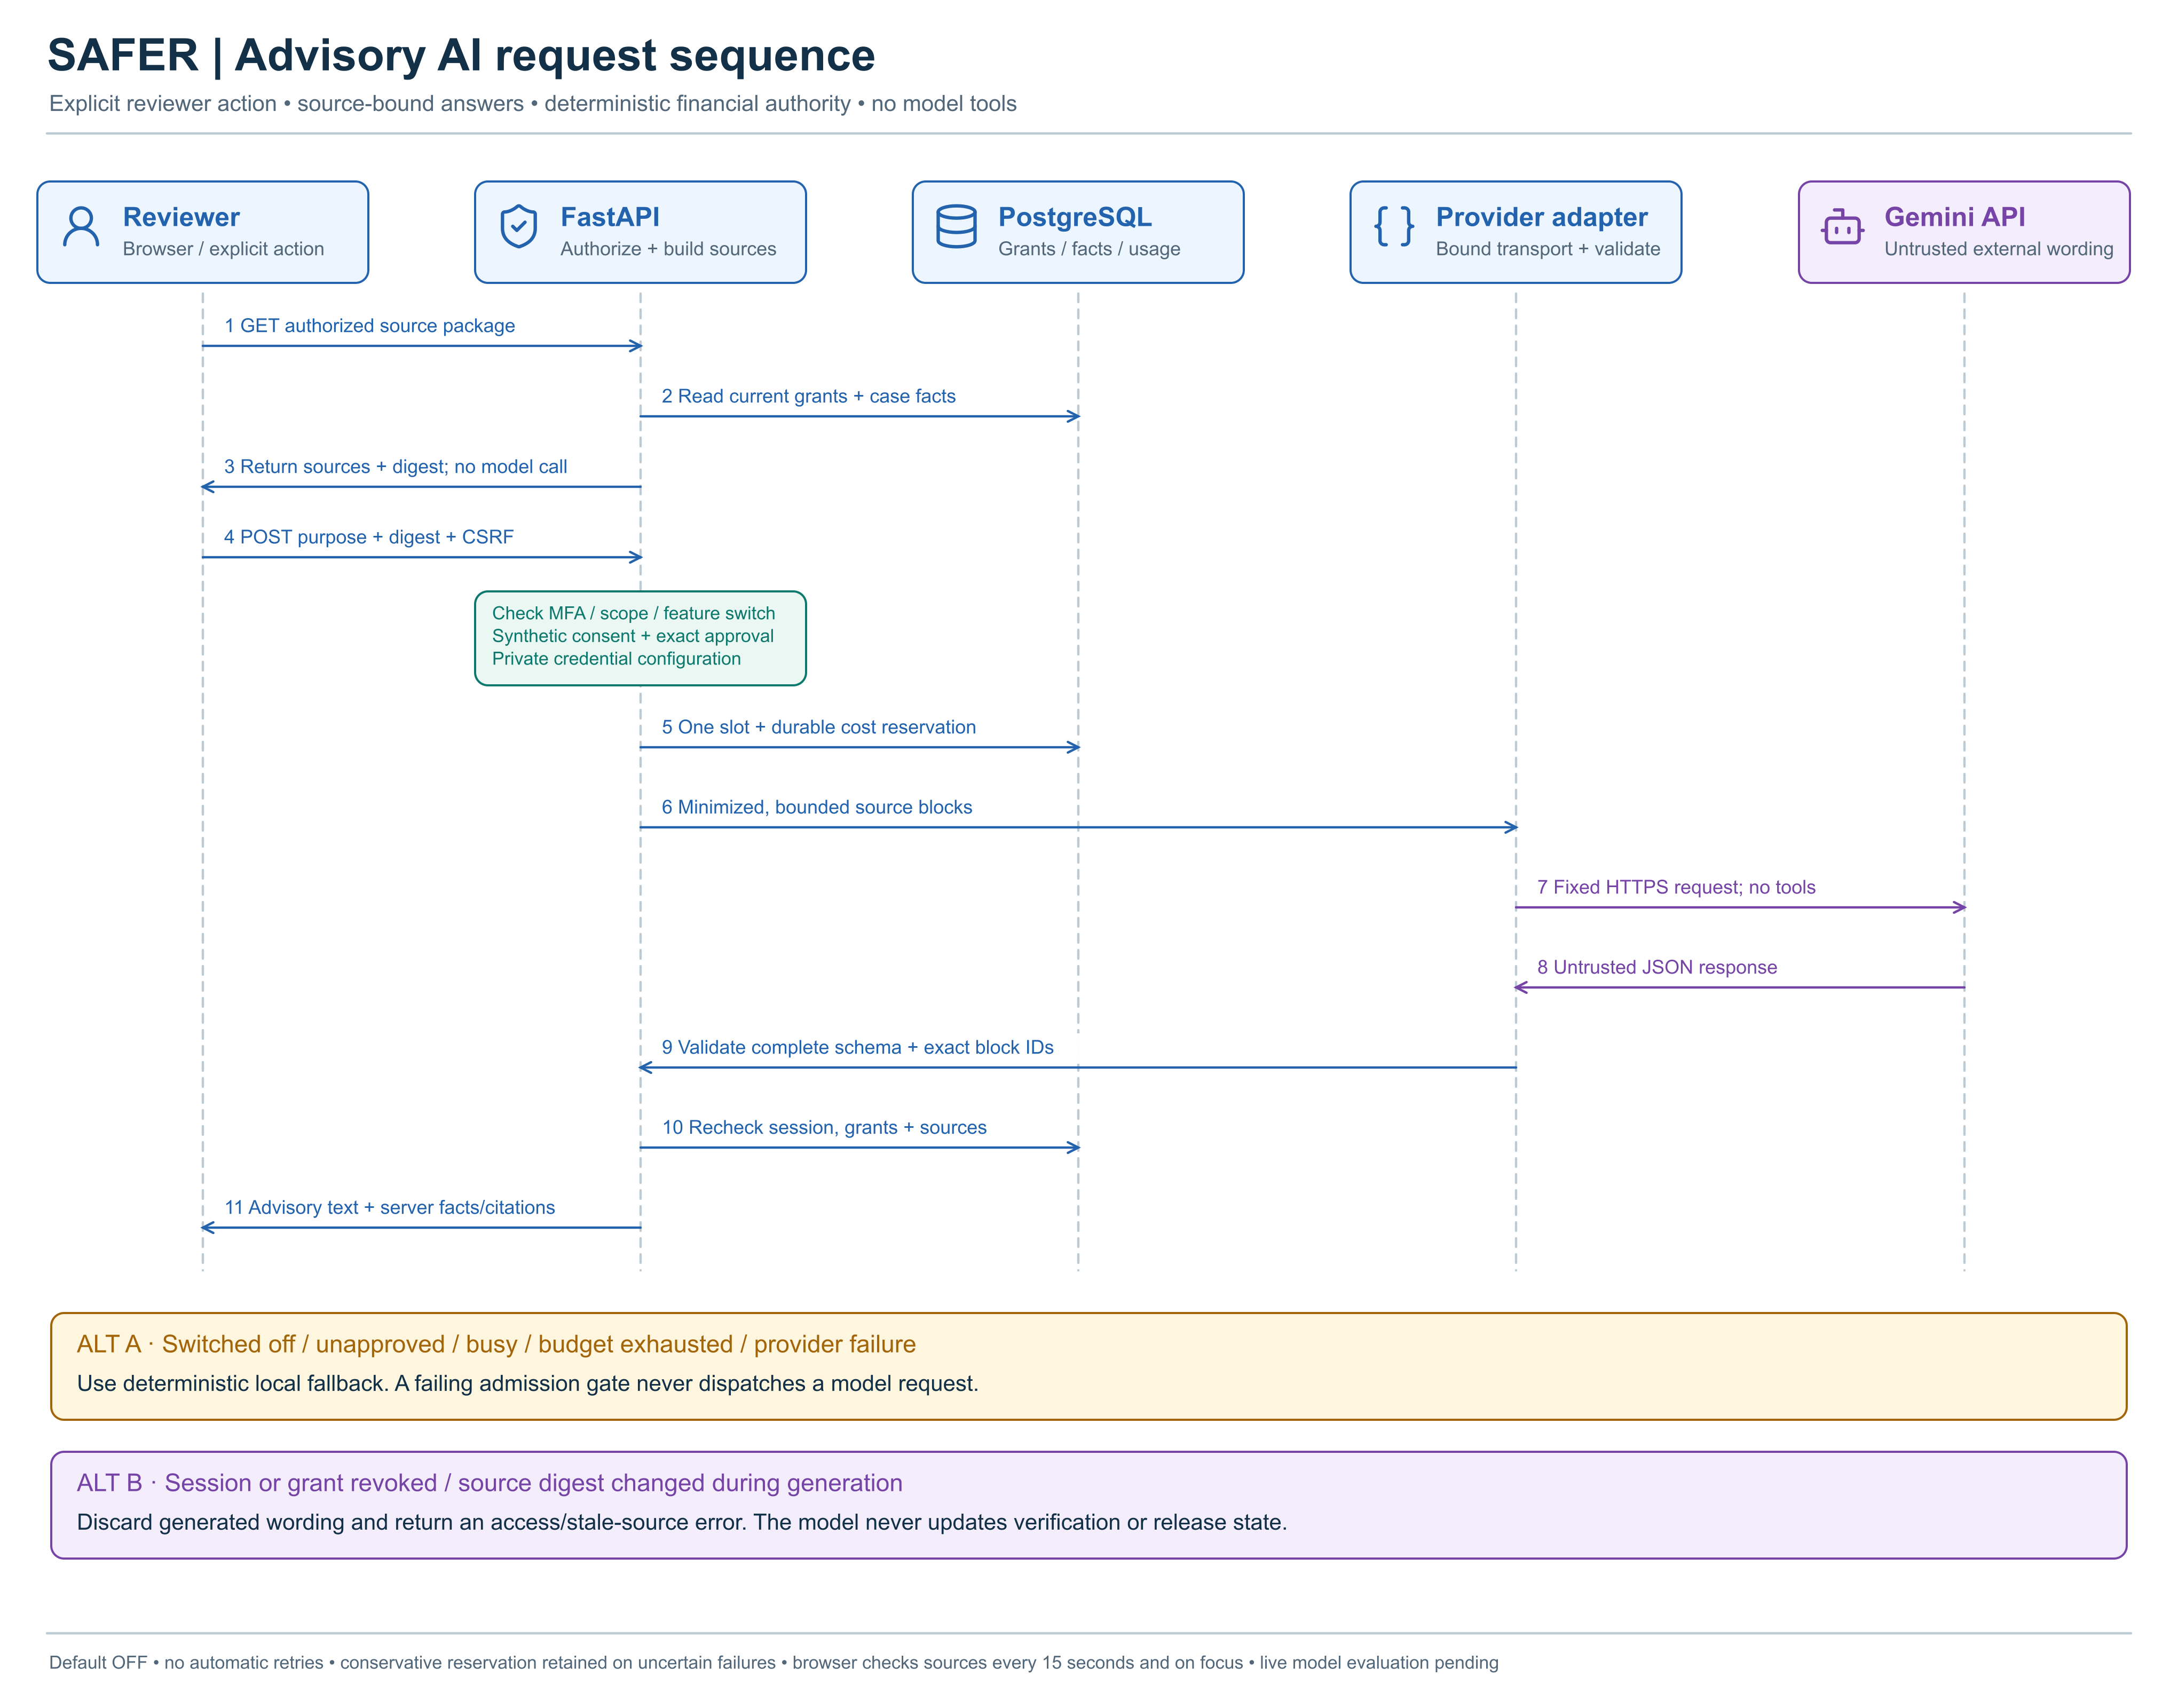 SAFER | Advisory AI request sequence
Explicit reviewer action • source-bound answers • deterministic financial authority • no model tools
Reviewer
Browser / explicit action
FastAPI
Authorize + build sources
PostgreSQL
Grants / facts / usage
Provider adapter
Bound transport + validate
Gemini API
Untrusted external wording
1 GET authorized source package
2 Read current grants + case facts
3 Return sources + digest; no model call
4 POST purpose + digest + CSRF
Check MFA / scope / feature switch
Synthetic consent + exact approval
Private credential configuration
5 One slot + durable cost reservation
6 Minimized, bounded source blocks
7 Fixed HTTPS request; no tools
8 Untrusted JSON response
9 Validate complete schema + exact block IDs
10 Recheck session, grants + sources
11 Advisory text + server facts/citations
ALT A · Switched off / unapproved / busy / budget exhausted / provider failure
Use deterministic local fallback. A failing admission gate never dispatches a model request.
ALT B · Session or grant revoked / source digest changed during generation
Discard generated wording and return an access/stale-source error. The model never updates verification or release state.
Default OFF • no automatic retries • conservative reservation retained on uncertain failures • browser checks sources every 15 seconds and on focus • live model evaluation pending